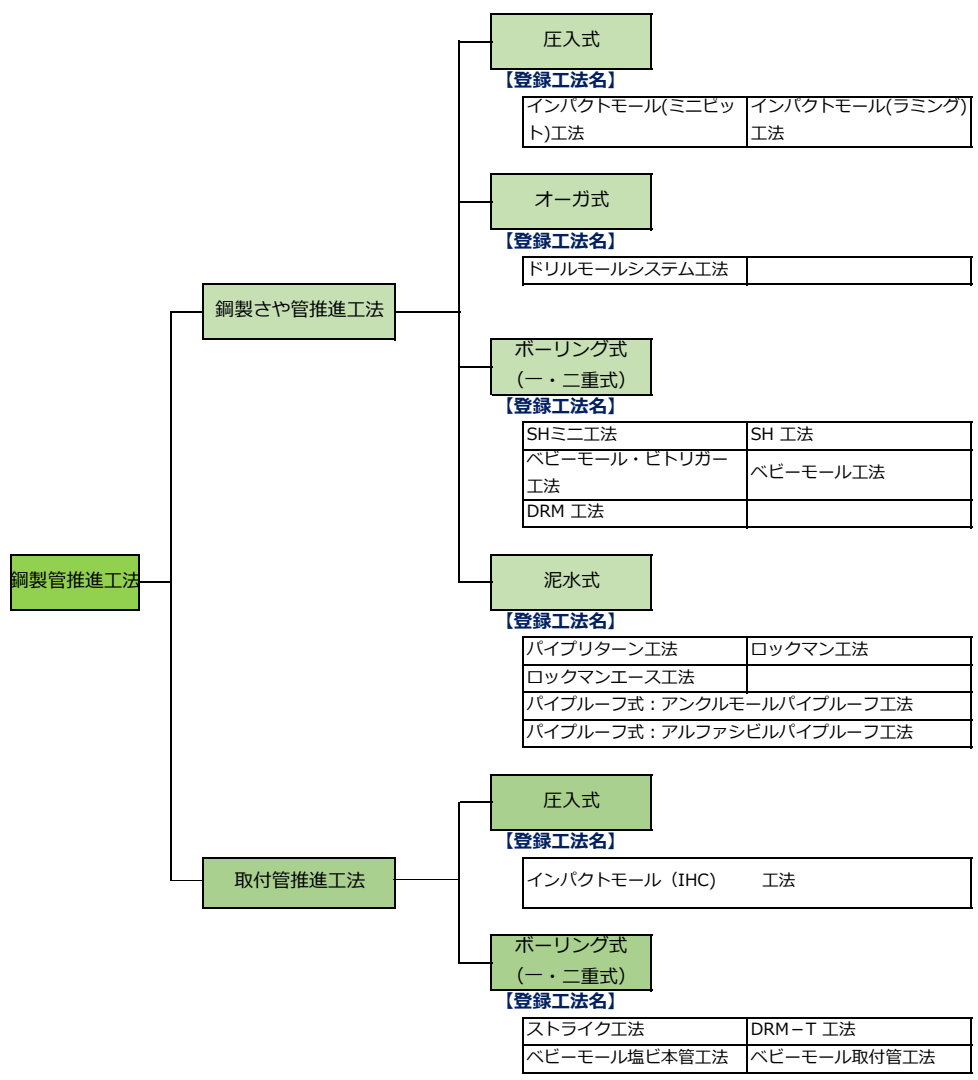 圧入式
【登録工法名】
インパクトモール(ミニピット)工法
インパクトモール(ラミング)工法
オーガ式
【登録工法名】
ドリルモールシステム工法
鋼製さや管推進工法
ボーリング式
（一・二重式）
【登録工法名】
SHミニ工法
SH 工法
ベビーモール・ビトリガー工法
ベビーモール工法
DRM 工法
鋼製管推進工法
泥水式
【登録工法名】
パイプリターン工法
ロックマン工法
ロックマンエース工法
パイプルーフ式：アンクルモールパイプルーフ工法
パイプルーフ式：アルファシビルパイプルーフ工法
圧入式
【登録工法名】
取付管推進工法
インパクトモール（IHC) 工法
ボーリング式
（一・二重式）
【登録工法名】
ストライク工法
DRM－T 工法
ベビーモール塩ビ本管工法
ベビーモール取付管工法